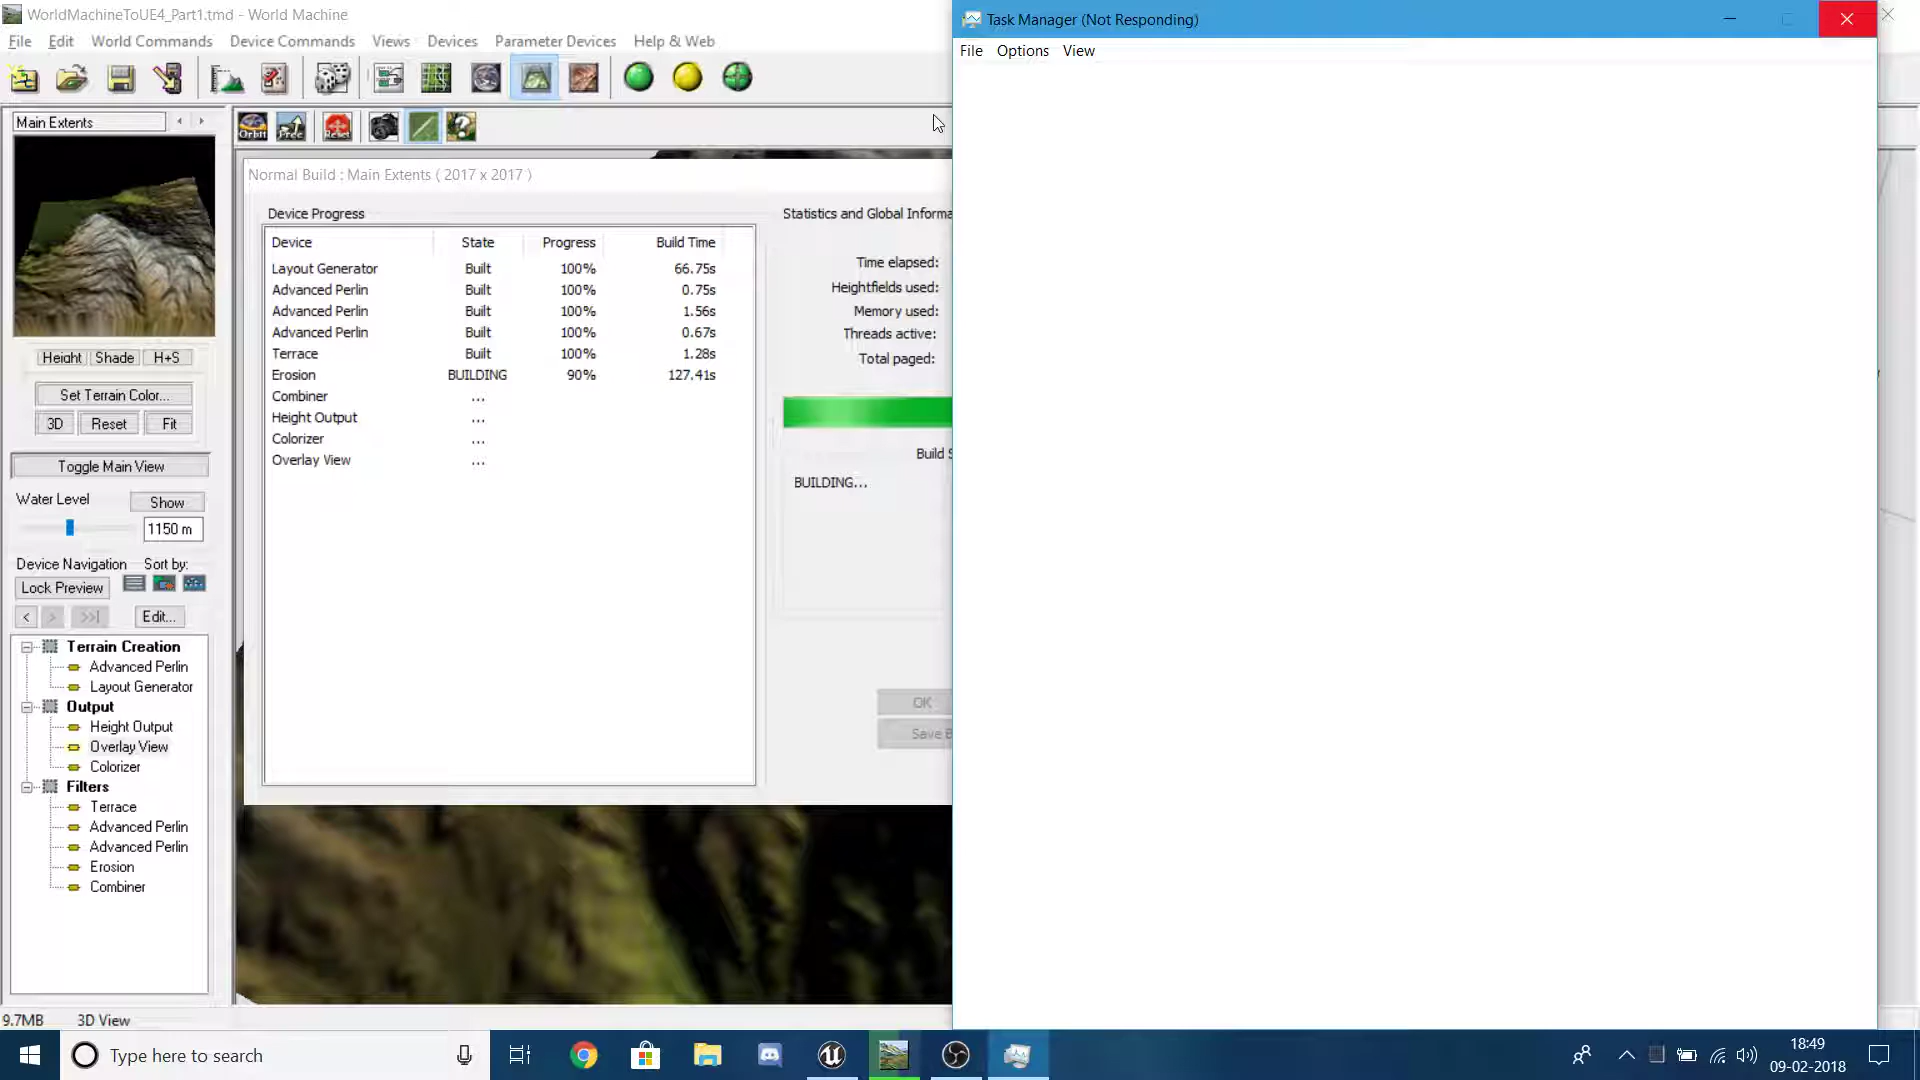 WorldMachineToUE4_Part1.tmd - World Machine
File Edit World Commands Device Commands Views Devices Parameter Devices Help & Web
Main Extents
Height Shade H+S
Set Terrain Color...
3D Reset Fit
Toggle Main View
Water Level Show
1150 m
Device Navigation Sort by:
Lock Preview
< > >>| Edit...
Terrain Creation
Advanced Perlin
Layout Generator
Output
Height Output
Overlay View
Colorizer
Filters
Terrace
Advanced Perlin
Advanced Perlin
Erosion
Combiner
9.7MB 3D View
Orbit Free Reset
Normal Build : Main Extents ( 2017 x 2017 )
Device Progress
Device State Progress Build Time
Layout Generator Built 100% 66.75s
Advanced Perlin Built 100% 0.75s
Advanced Perlin Built 100% 1.56s
Advanced Perlin Built 100% 0.67s
Terrace Built 100% 1.28s
Erosion BUILDING 90% 127.41s
Combiner ...
Height Output ...
Colorizer ...
Overlay View ...
Statistics and Global Informa
Time elapsed:
Heightfields used:
Memory used:
Threads active:
Total paged:
Build S
BUILDING...
OK
Save B
Task Manager (Not Responding)
File Options View
Type here to search
18:49
09-02-2018